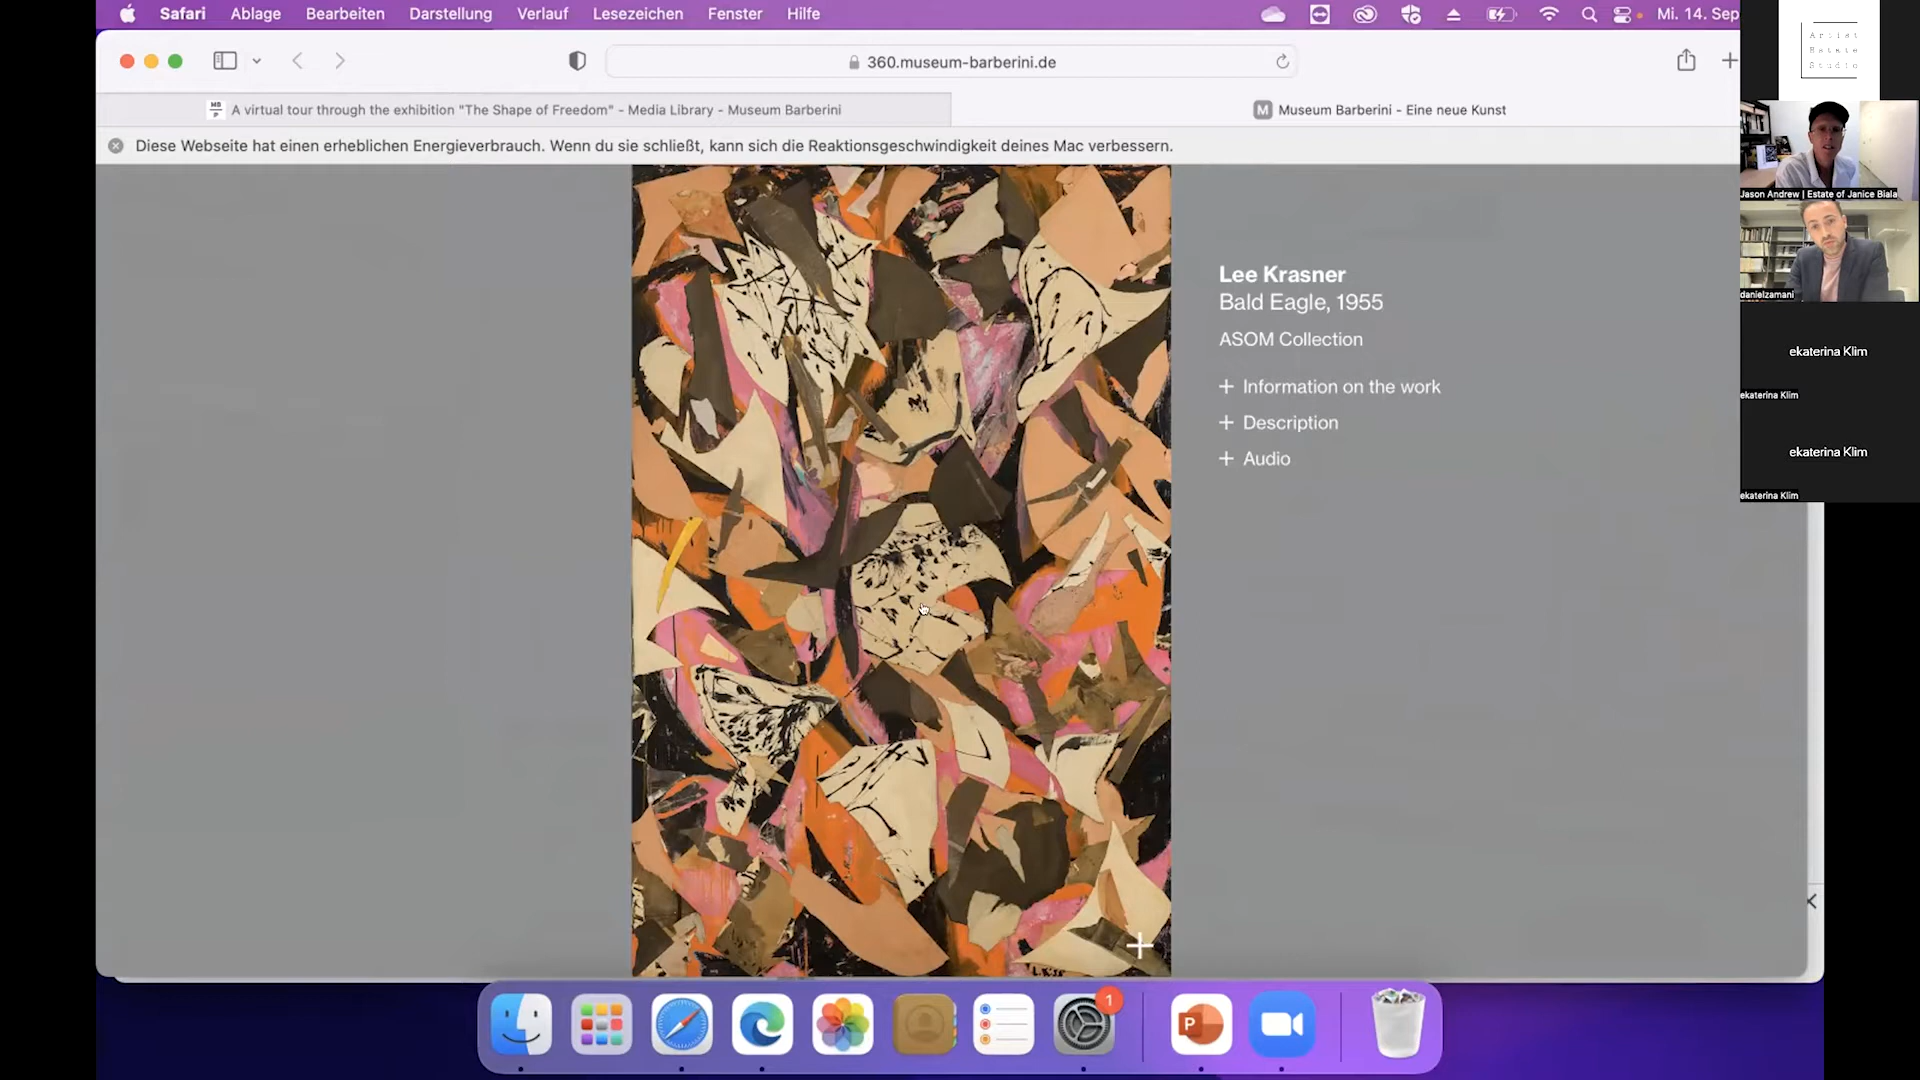 Safari Ablage Bearbeiten Darstellung Verlauf Lesezeichen Fenster Hilfe Mi. 14. Sep
360.museum-barberini.de
A virtual tour through the exhibition "The Shape of Freedom" - Media Library - Museum Barberini
M Museum Barberini - Eine neue Kunst
Diese Webseite hat einen erheblichen Energieverbrauch. Wenn du sie schließt, kann sich die Reaktionsgeschwindigkeit deines Mac verbessern.
Lee Krasner
Bald Eagle, 1955
ASOM Collection
+ Information on the work
+ Description
+ Audio
Artist
Estate
Studio
Jason Andrew | Estate of Janice Biala
danielzamani
ekaterina Klim
ekaterina Klim
ekaterina Klim
ekaterina Klim
1
P